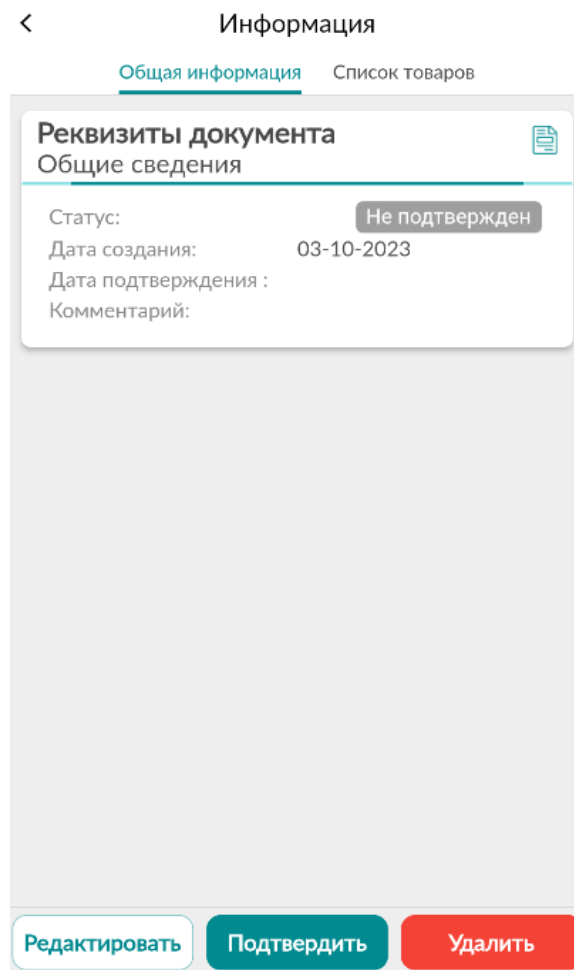 Информация
Общая информация Список товаров
Реквизиты документа
Общие сведения
Статус: Не подтвержден
Дата создания: 03-10-2023
Дата подтверждения :
Комментарий:
Редактировать Подтвердить Удалить